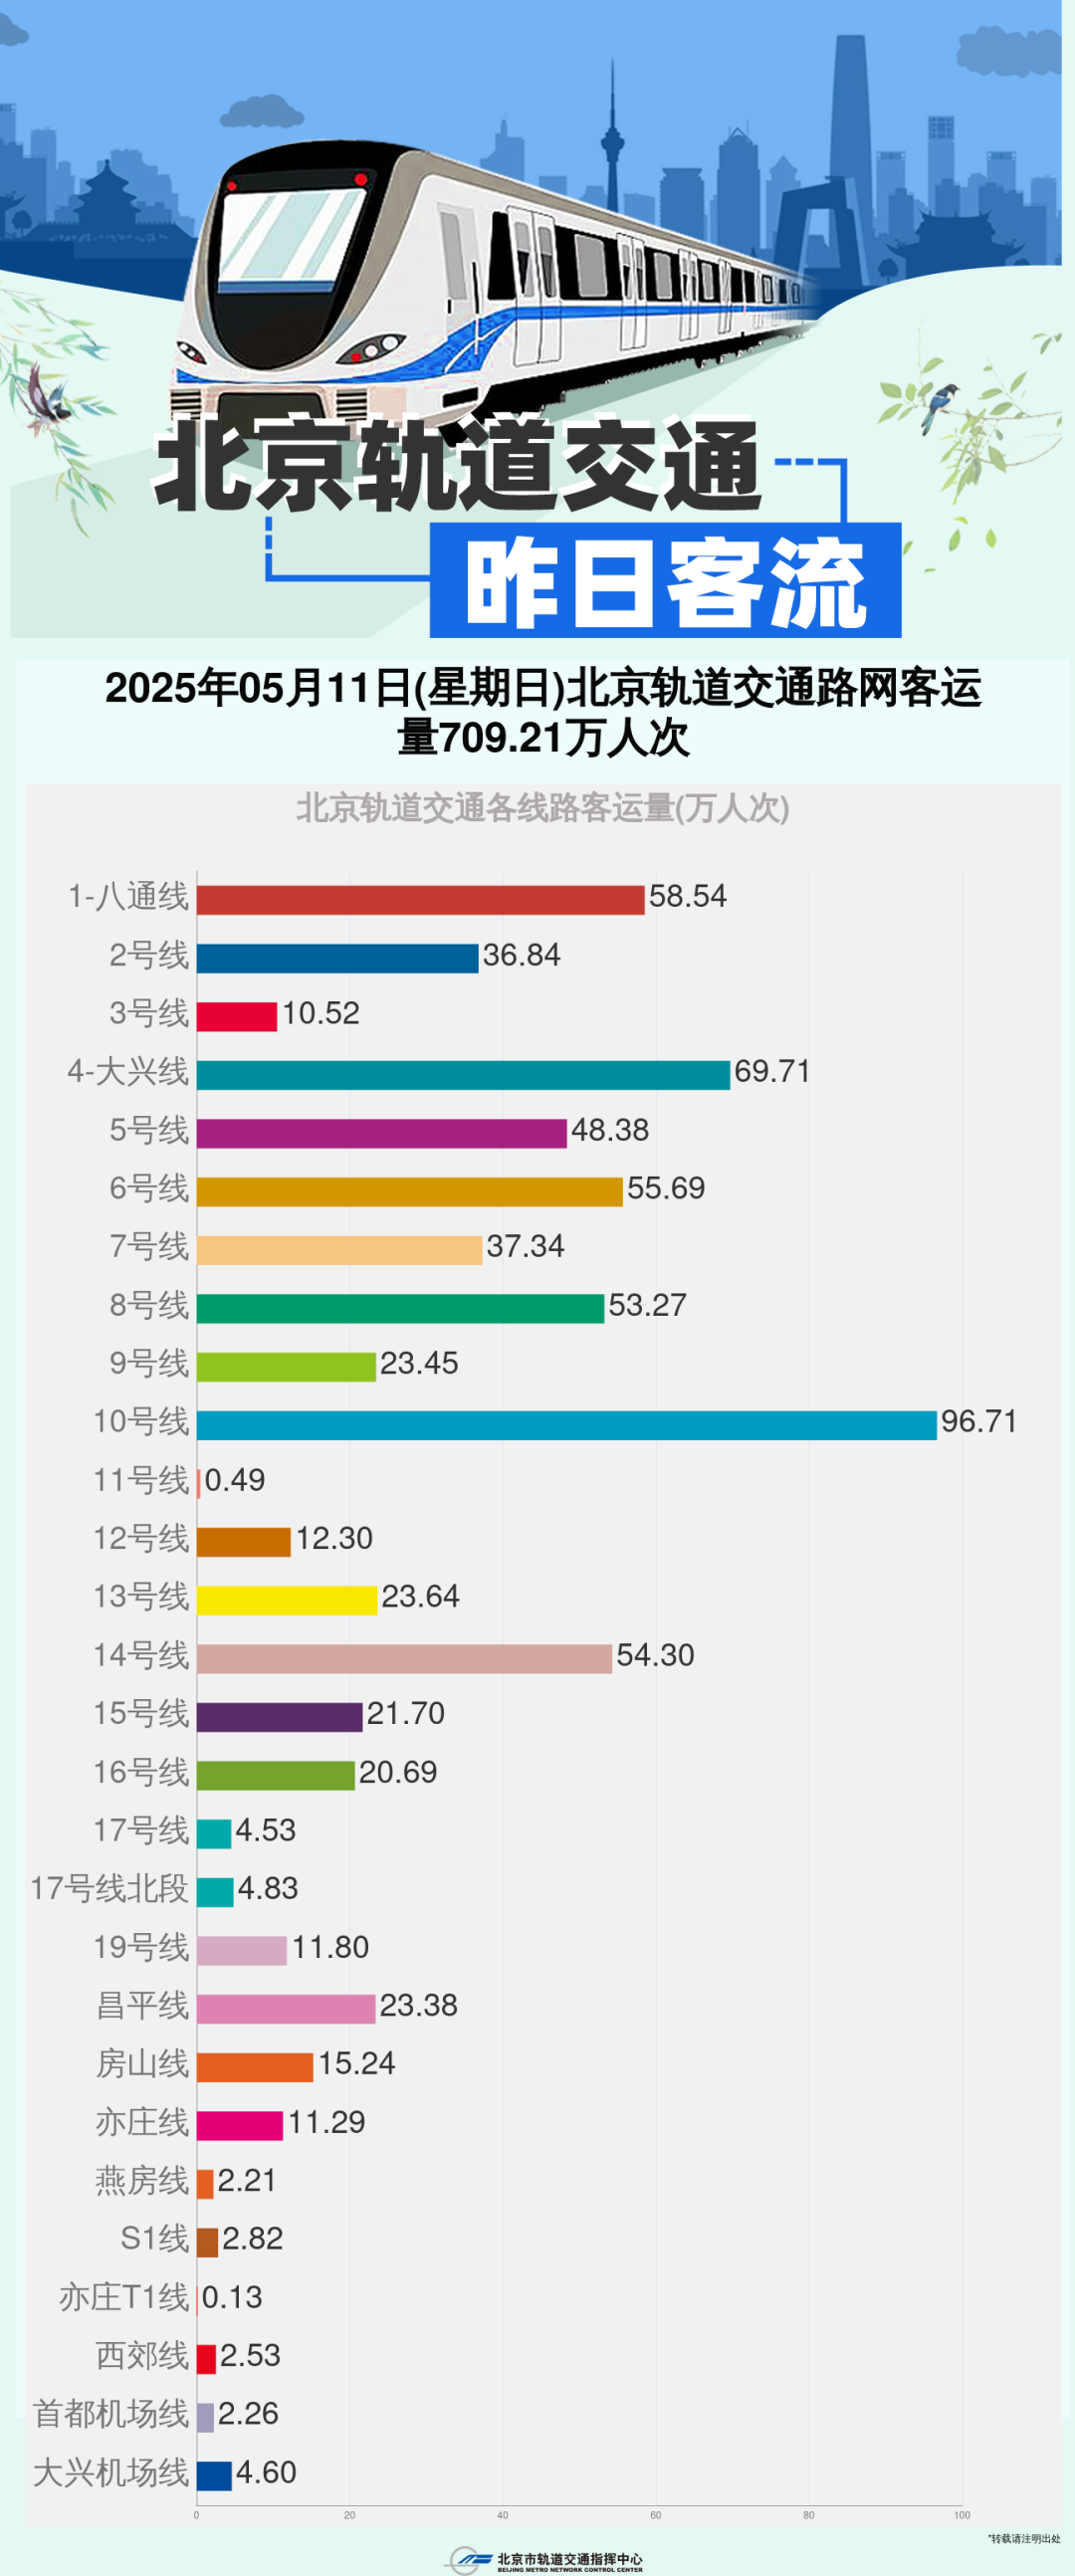 北京轨道交通
昨日客流
2025年05月11日(星期日)北京轨道交通路网客运
量709.21万人次
北京轨道交通各线路客运量(万人次)
1-八通线 58.54
2号线 36.84
3号线 10.52
4-大兴线 69.71
5号线 48.38
6号线 55.69
7号线 37.34
8号线 53.27
9号线 23.45
10号线 96.71
11号线 0.49
12号线 12.30
13号线 23.64
14号线 54.30
15号线 21.70
16号线 20.69
17号线 4.53
17号线北段 4.83
19号线 11.80
昌平线 23.38
房山线 15.24
亦庄线 11.29
燕房线 2.21
S1线 2.82
亦庄T1线 0.13
西郊线 2.53
首都机场线 2.26
大兴机场线 4.60
0 20 40 60 80 100
*转载请注明出处
北京市轨道交通指挥中心
BEIJING METRO NETWORK CONTROL CENTER